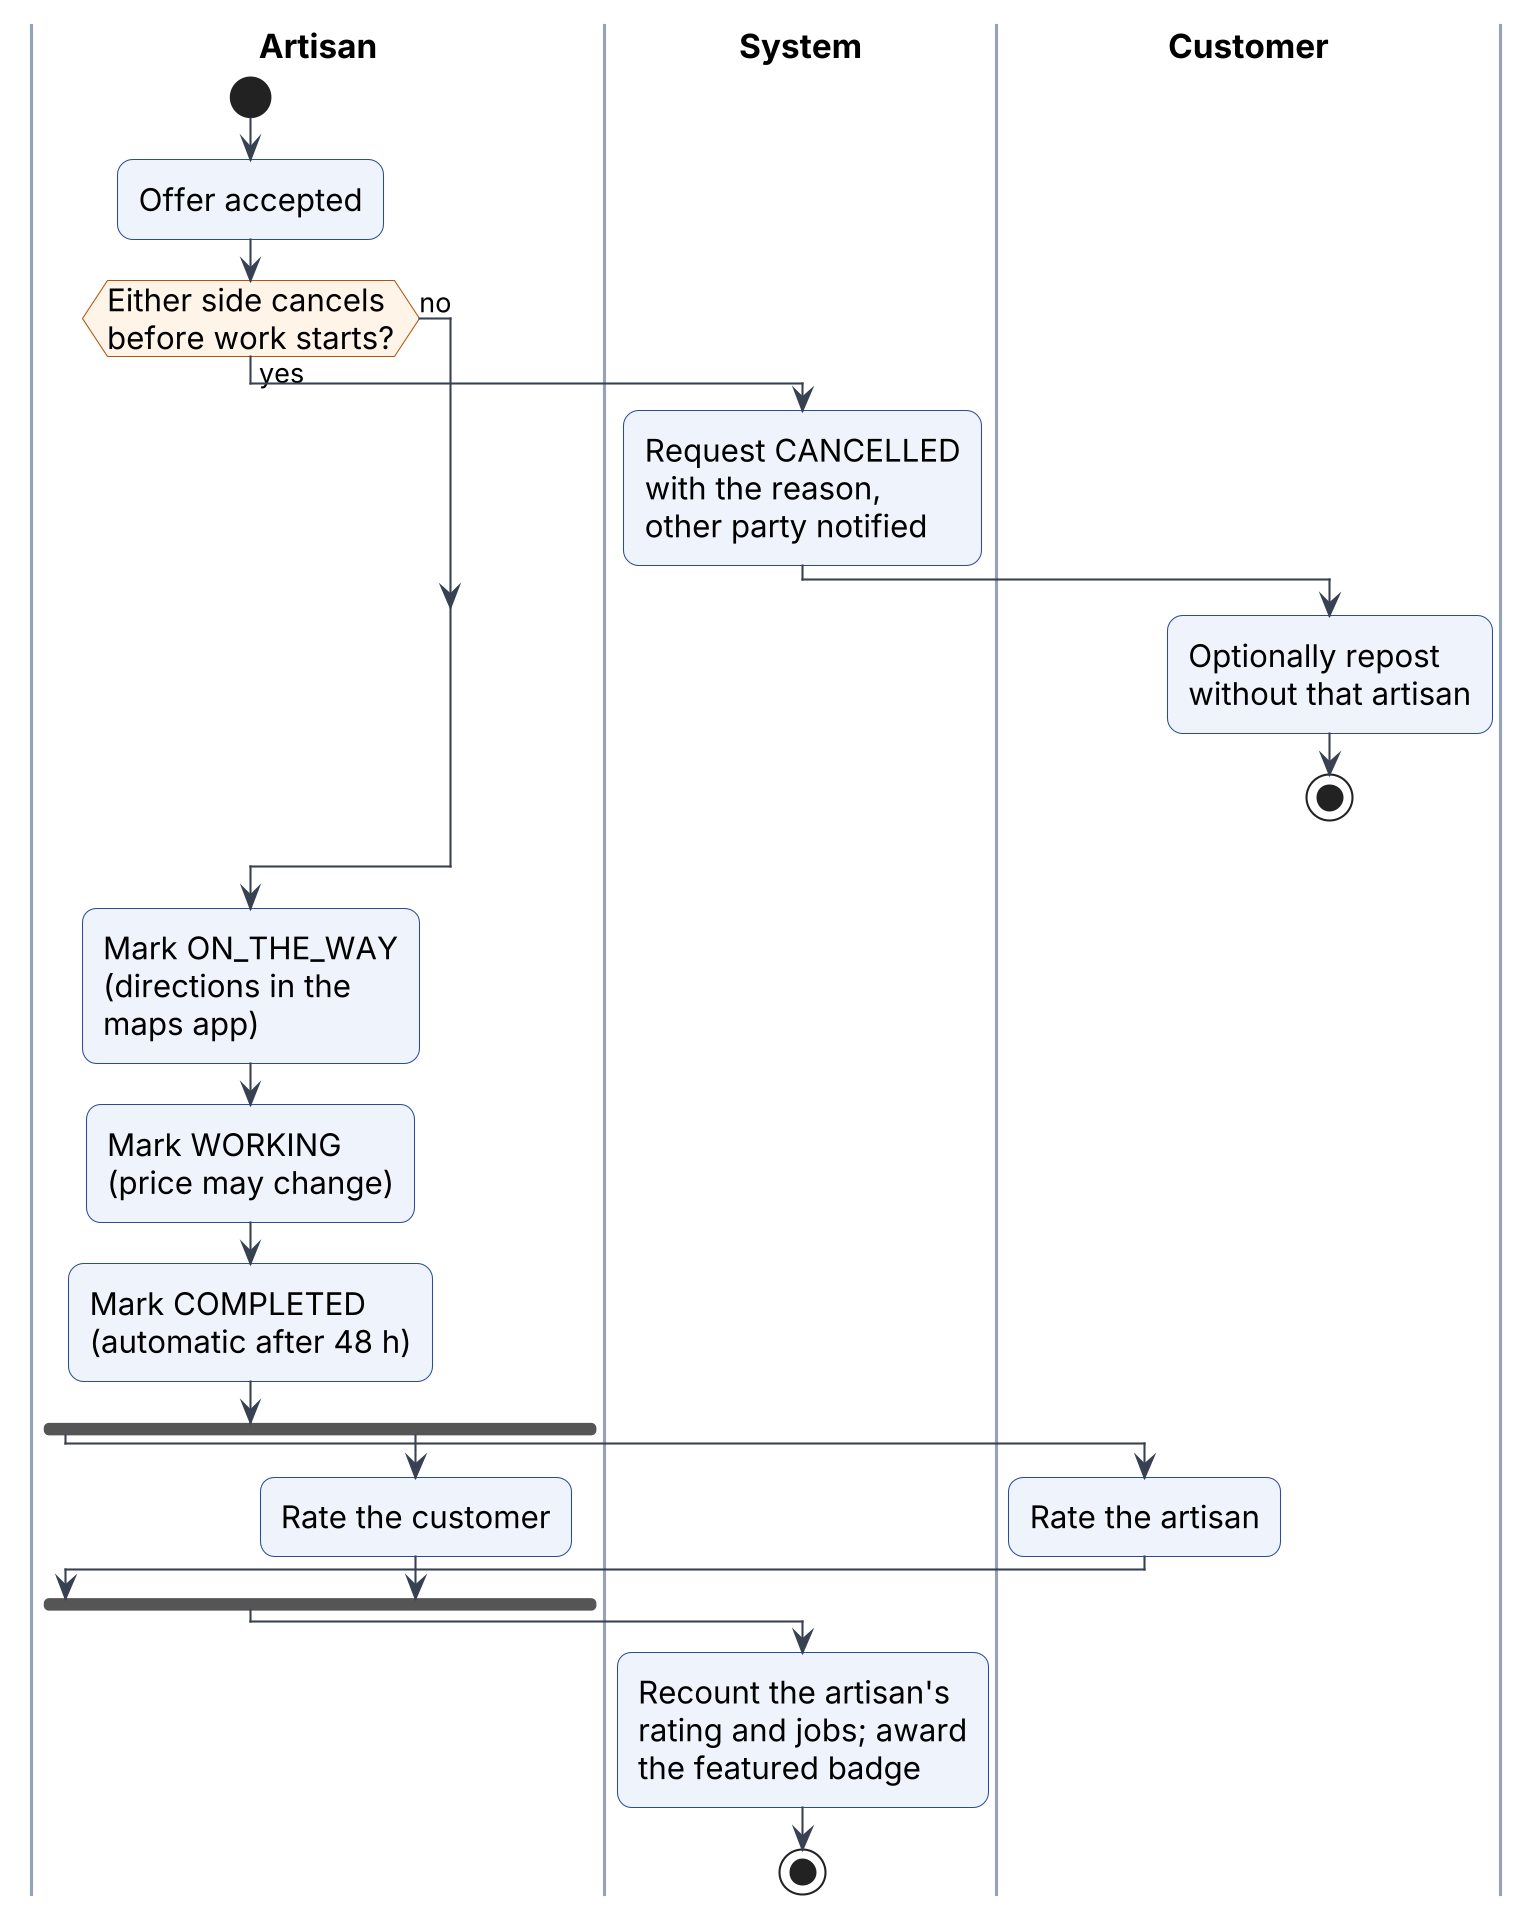 Artisan
System
Customer
Offer accepted
Either side cancels
before work starts?
no
yes
Request CANCELLED
with the reason,
other party notified
Optionally repost
without that artisan
Mark ON_THE_WAY
(directions in the
maps app)
Mark WORKING
(price may change)
Mark COMPLETED
(automatic after 48 h)
Rate the customer
Rate the artisan
Recount the artisan's
rating and jobs; award
the featured badge